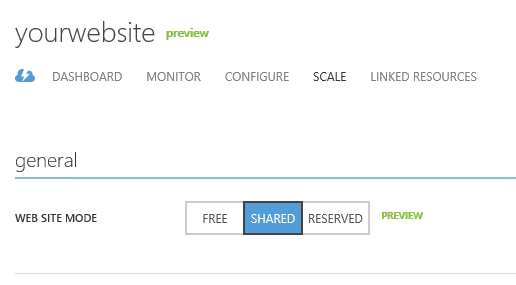 yourwebsite preview
DASHBOARD MONITOR CONFIGURE SCALE LINKED RESOURCES
general
WEB SITE MODE FREE SHARED RESERVED PREVIEW